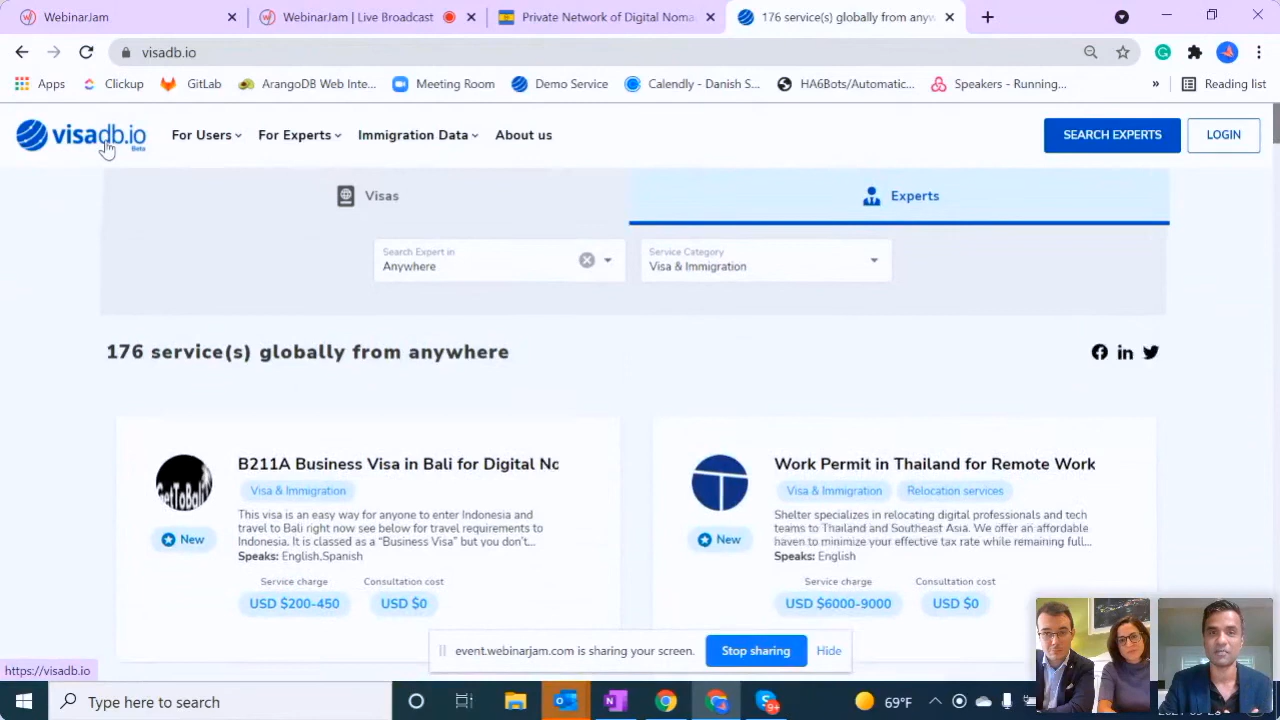 WebinarJam
WebinarJam | Live Broadcast
Private Network of Digital Noma
176 service(s) globally from anyw
visadb.io
Apps
Clickup
GitLab
ArangoDB Web Inte...
Meeting Room
Demo Service
Calendly - Danish S...
HA6Bots/Automatic...
Speakers - Running...
»
Reading list
visadb.io
Beta
For Users
For Experts
Immigration Data
About us
SEARCH EXPERTS
LOGIN
Visas
Experts
Search Expert in
Anywhere
Service Category
Visa & Immigration
176 service(s) globally from anywhere
GetToBali
New
B211A Business Visa in Bali for Digital Nc
Visa & Immigration
This visa is an easy way for anyone to enter Indonesia and
travel to Bali right now see below for travel requirements to
Indonesia. It is classed as a “Business Visa” but you don’t...
Speaks: English,Spanish
Service charge
Consultation cost
USD $200-450
USD $0
New
Work Permit in Thailand for Remote Work
Visa & Immigration
Relocation services
Shelter specializes in relocating digital professionals and tech
teams to Thailand and Southeast Asia. We offer an affordable
haven to minimize your effective tax rate while remaining full...
Speaks: English
Service charge
Consultation cost
USD $6000-9000
USD $0
event.webinarjam.com is sharing your screen.
Stop sharing
Hide
https://visadb.io
Type here to search
9+
69°F